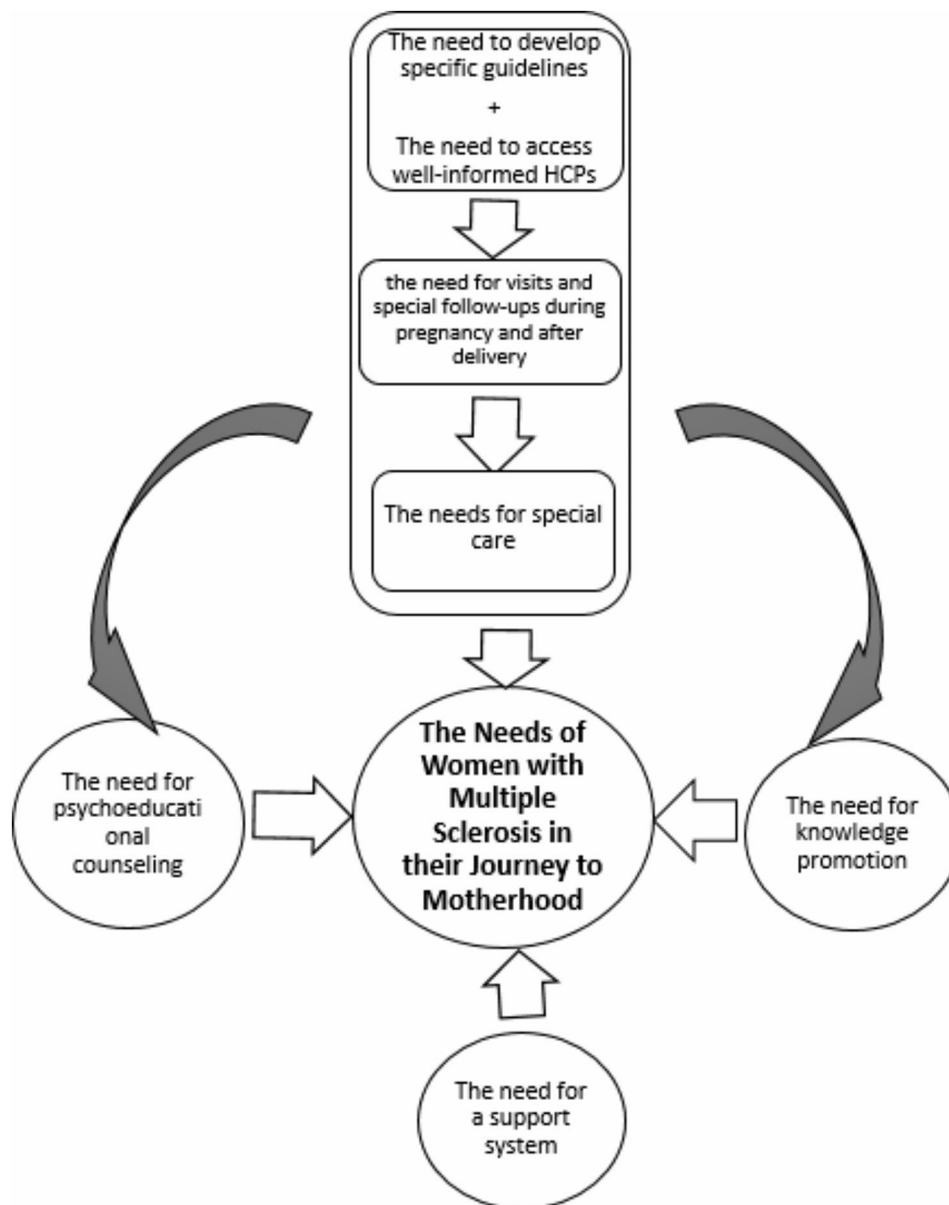 The need to develop
specific guidelines
+
The need to access
well-informed HCPs
the need for visits and
special follow-ups during
pregnancy and after
delivery
The needs for special
care
The Needs of
Women with
Multiple
Sclerosis in
their Journey to
Motherhood
The need for
psychoeducati
onal
counseling
The need for
knowledge
promotion
The need for
a support
system